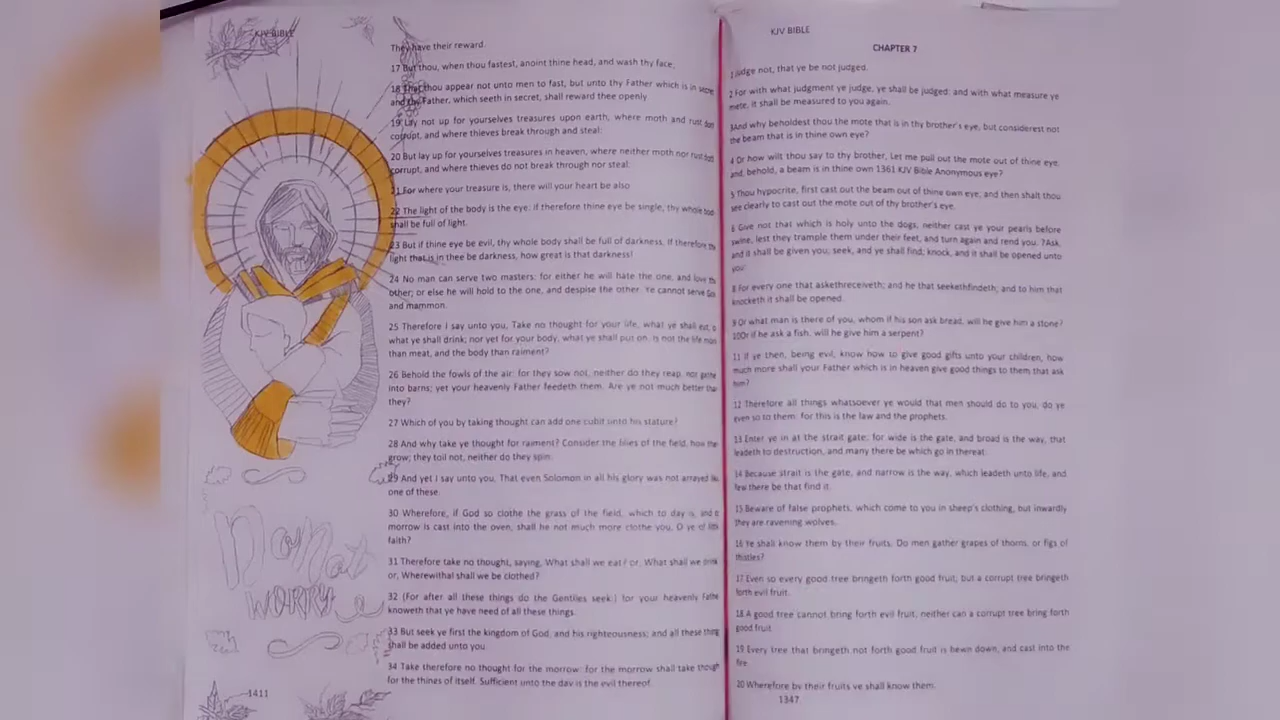 KJV BIBLE
They have their reward.
17 But thou, when thou fastest, anoint thine head, and wash thy face,
18 That thou appear not unto men to fast, but unto thy Father which is in secret
and thy Father, which seeth in secret, shall reward thee openly
19 Lay not up for yourselves treasures upon earth, where moth and rust doth
corrupt, and where thieves break through and steal:
20 But lay up for yourselves treasures in heaven, where neither moth nor rust doth
corrupt, and where thieves do not break through nor steal:
21 For where your treasure is, there will your heart be also
22 The light of the body is the eye: if therefore thine eye be single, thy whole body
shall be full of light.
23 But if thine eye be evil, thy whole body shall be full of darkness. If therefore the
light that is in thee be darkness, how great is that darkness!
24 No man can serve two masters: for either he will hate the one, and love the
other; or else he will hold to the one, and despise the other. Ye cannot serve God
and mammon.
25 Therefore I say unto you, Take no thought for your life, what ye shall eat, o
what ye shall drink; nor yet for your body, what ye shall put on. Is not the life more
than meat, and the body than raiment?
26 Behold the fowls of the air: for they sow not, neither do they reap, nor gather
into barns; yet your heavenly Father feedeth them. Are ye not much better than
they?
27 Which of you by taking thought can add one cubit unto his stature?
28 And why take ye thought for raiment? Consider the lilies of the field, how the
grow; they toil not, neither do they spin:
29 And yet I say unto you, That even Solomon in all his glory was not arrayed like
one of these.
30 Wherefore, if God so clothe the grass of the field, which to day is, and to
morrow is cast into the oven, shall he not much more clothe you, O ye of little
faith?
31 Therefore take no thought, saying, What shall we eat? or, What shall we drink
or, Wherewithal shall we be clothed?
32 (For after all these things do the Gentiles seek:) for your heavenly Father
knoweth that ye have need of all these things.
33 But seek ye first the kingdom of God, and his righteousness; and all these thing
shall be added unto you
34 Take therefore no thought for the morrow: for the morrow shall take though
for the things of itself. Sufficient unto the day is the evil thereof.
Do Not
WORRY
1411
KJV BIBLE
CHAPTER 7
1 Judge not, that ye be not judged.
2 For with what judgment ye judge, ye shall be judged: and with what measure ye
mete, it shall be measured to you again.
3And why beholdest thou the mote that is in thy brother's eye, but considerest not
the beam that is in thine own eye?
4 Or how wilt thou say to thy brother, Let me pull out the mote out of thine eye,
and, behold, a beam is in thine own 1361 KJV Bible Anonymous eye?
5 Thou hypocrite, first cast out the beam out of thine own eye; and then shalt thou
see clearly to cast out the mote out of thy brother's eye.
6 Give not that which is holy unto the dogs, neither cast ye your pearls before
swine, lest they trample them under their feet, and turn again and rend you. 7Ask,
and it shall be given you; seek, and ye shall find; knock, and it shall be opened unto
you:
8 For every one that askethreceiveth; and he that seekethfindeth; and to him that
knocketh it shall be opened.
9 Or what man is there of you, whom if his son ask bread, will he give him a stone?
10Or if he ask a fish, will he give him a serpent?
11 If ye then, being evil, know how to give good gifts unto your children, how
much more shall your Father which is in heaven give good things to them that ask
him?
12 Therefore all things whatsoever ye would that men should do to you, do ye
even so to them: for this is the law and the prophets.
13 Enter ye in at the strait gate: for wide is the gate, and broad is the way, that
leadeth to destruction, and many there be which go in thereat:
14 Because strait is the gate, and narrow is the way, which leadeth unto life, and
few there be that find it.
15 Beware of false prophets, which come to you in sheep's clothing, but inwardly
they are ravening wolves.
16 Ye shall know them by their fruits. Do men gather grapes of thorns, or figs of
thistles?
17 Even so every good tree bringeth forth good fruit; but a corrupt tree bringeth
forth evil fruit.
18 A good tree cannot bring forth evil fruit, neither can a corrupt tree bring forth
good fruit
19 Every tree that bringeth not forth good fruit is hewn down, and cast into the
fire.
20 Wherefore by their fruits ye shall know them.
1347